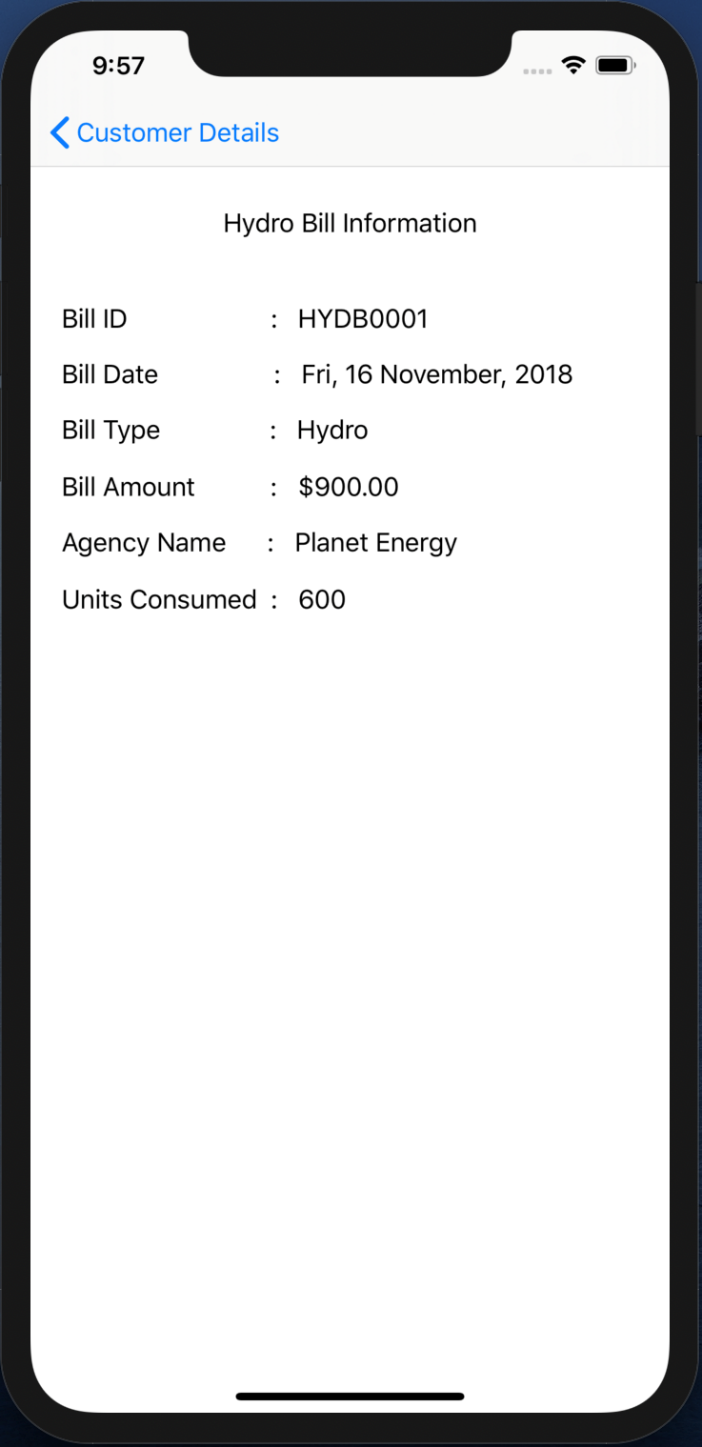 9:57
Customer Details
Hydro Bill Information
Bill ID : HYDB0001
Bill Date : Fri, 16 November, 2018
Bill Type : Hydro
Bill Amount : $900.00
Agency Name : Planet Energy
Units Consumed : 600